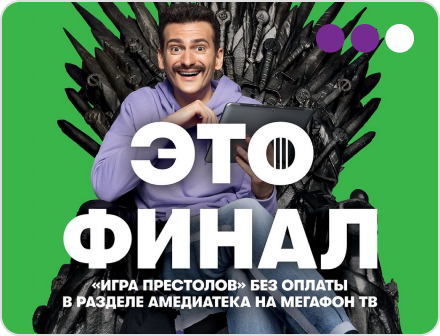 ЭТО
ФИНАЛ
«ИГРА ПРЕСТОЛОВ» БЕЗ ОПЛАТЫ
В РАЗДЕЛЕ АМЕДИАТЕКА НА МЕГАФОН ТВ